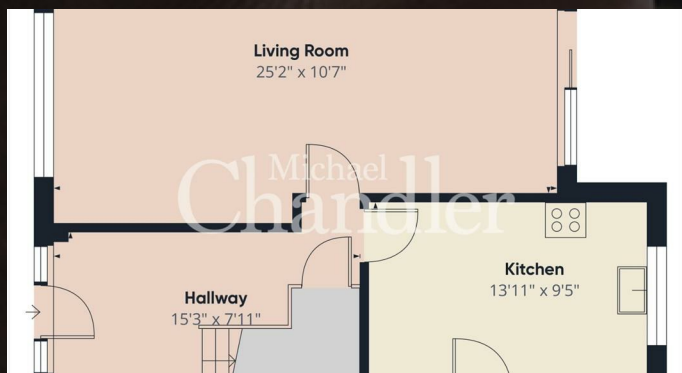 Living Room
25'2" x 10'7"
Michael
Chandler
Kitchen
13'11" x 9'5"
Hallway
15'3" x 7'11"